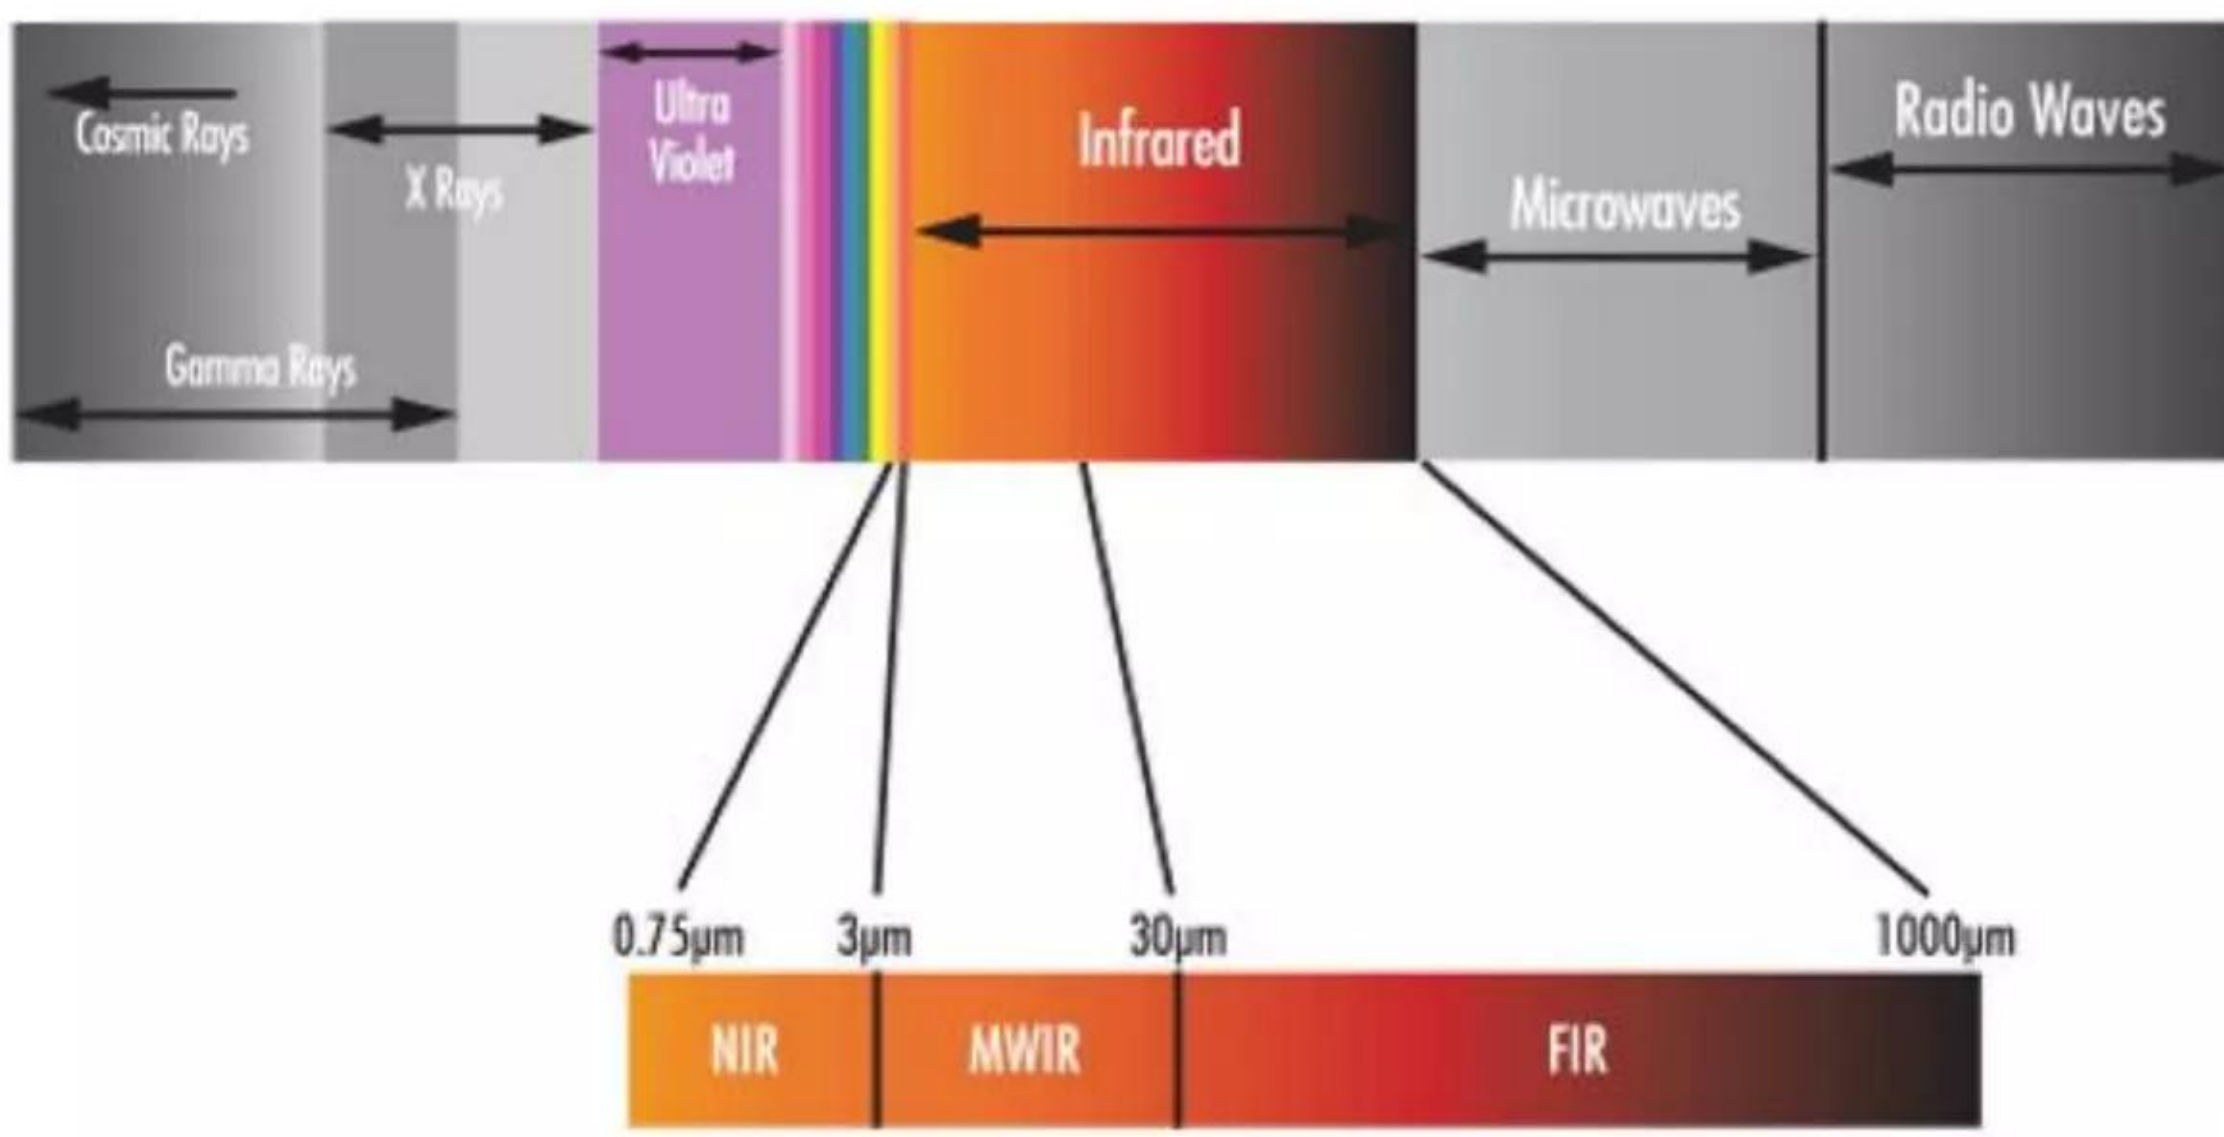 Cosmic Rays
X Rays
Gamma Rays
Ultra
Violet
Infrared
Microwaves
Radio Waves
0.75µm
3µm
30µm
1000µm
NIR
MWIR
FIR